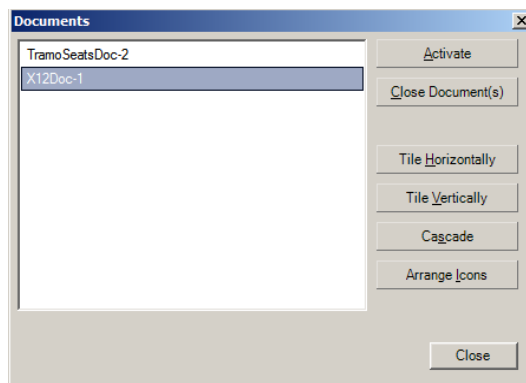 Documents
TramoSeatsDoc-2
X12Doc-1
Activate
Close Document(s)
Tile Horizontally
Tile Vertically
Cascade
Arrange Icons
Close